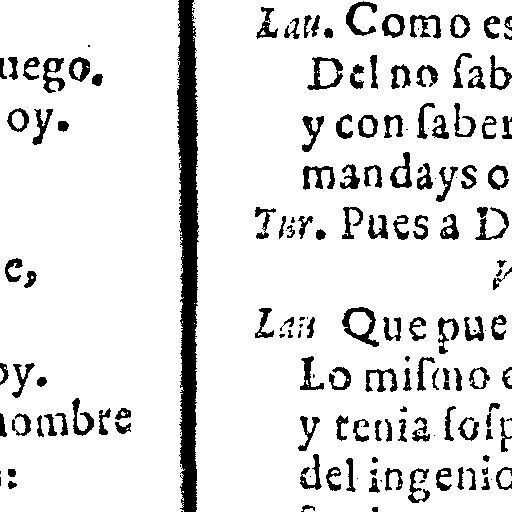 uego.
oy.
e,
oy.
nombre
Lau. Como es
Del no ſab
y con ſaber
mandays o
Tur. Pues a D
Lau Que pue
Lo miſmo e
y tenia ſoſp
del ingenio